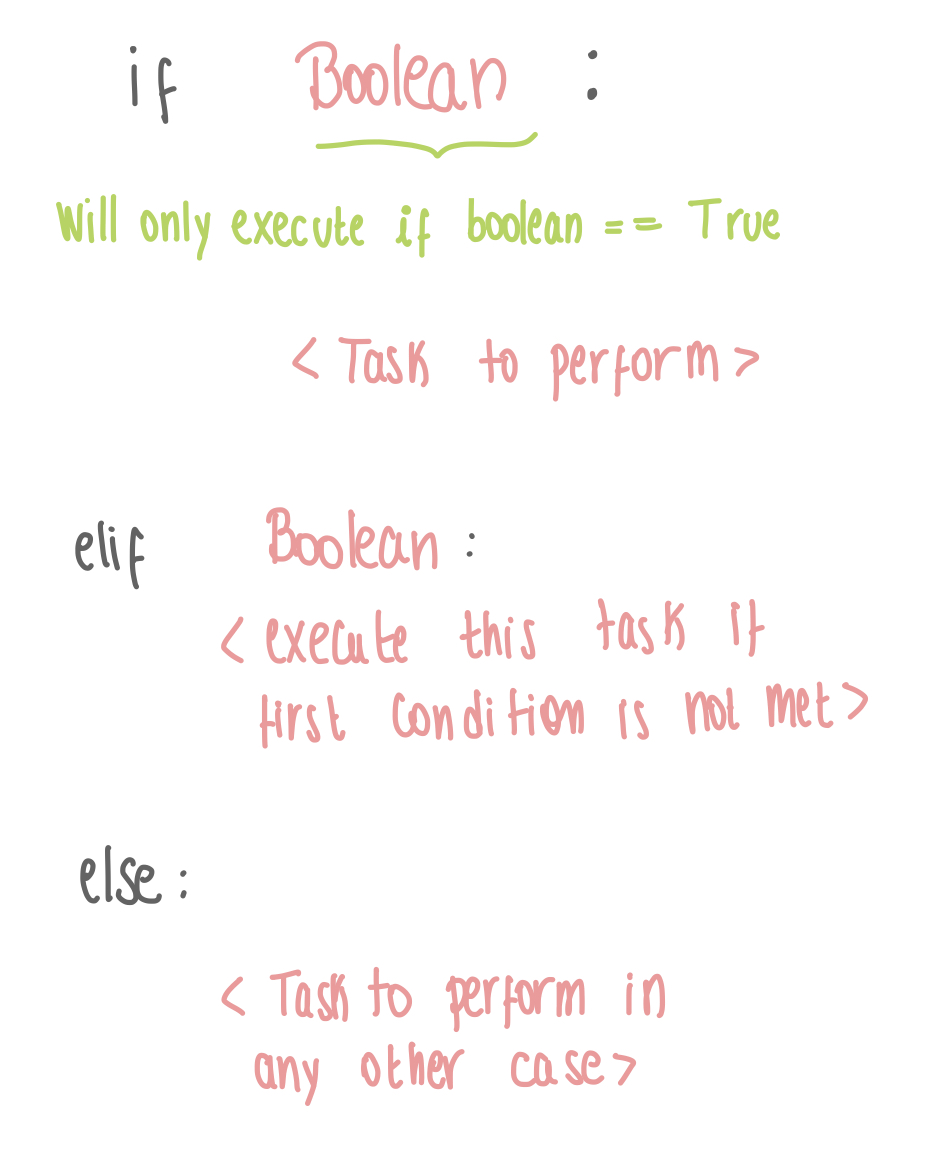 if Boolean :
Will only execute if boolean == True
< Task to perform >
elif Boolean :
< execute this task if
first condition is not met >
else :
< Task to perform in
any other case >